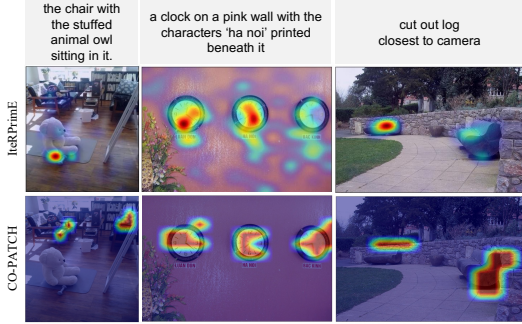 the chair with
the stuffed
animal owl
sitting in it.
a clock on a pink wall with the
characters ‘ha noi’ printed
beneath it
cut out log
closest to camera
IteRPrimE
CO-PATCH